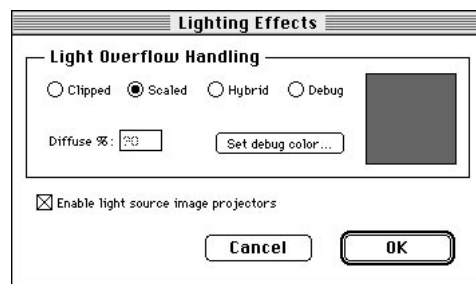 Lighting Effects
Light Overflow Handling
Clipped Scaled Hybrid Debug
Diffuse %: 90 Set debug color...
Enable light source image projectors
Cancel OK